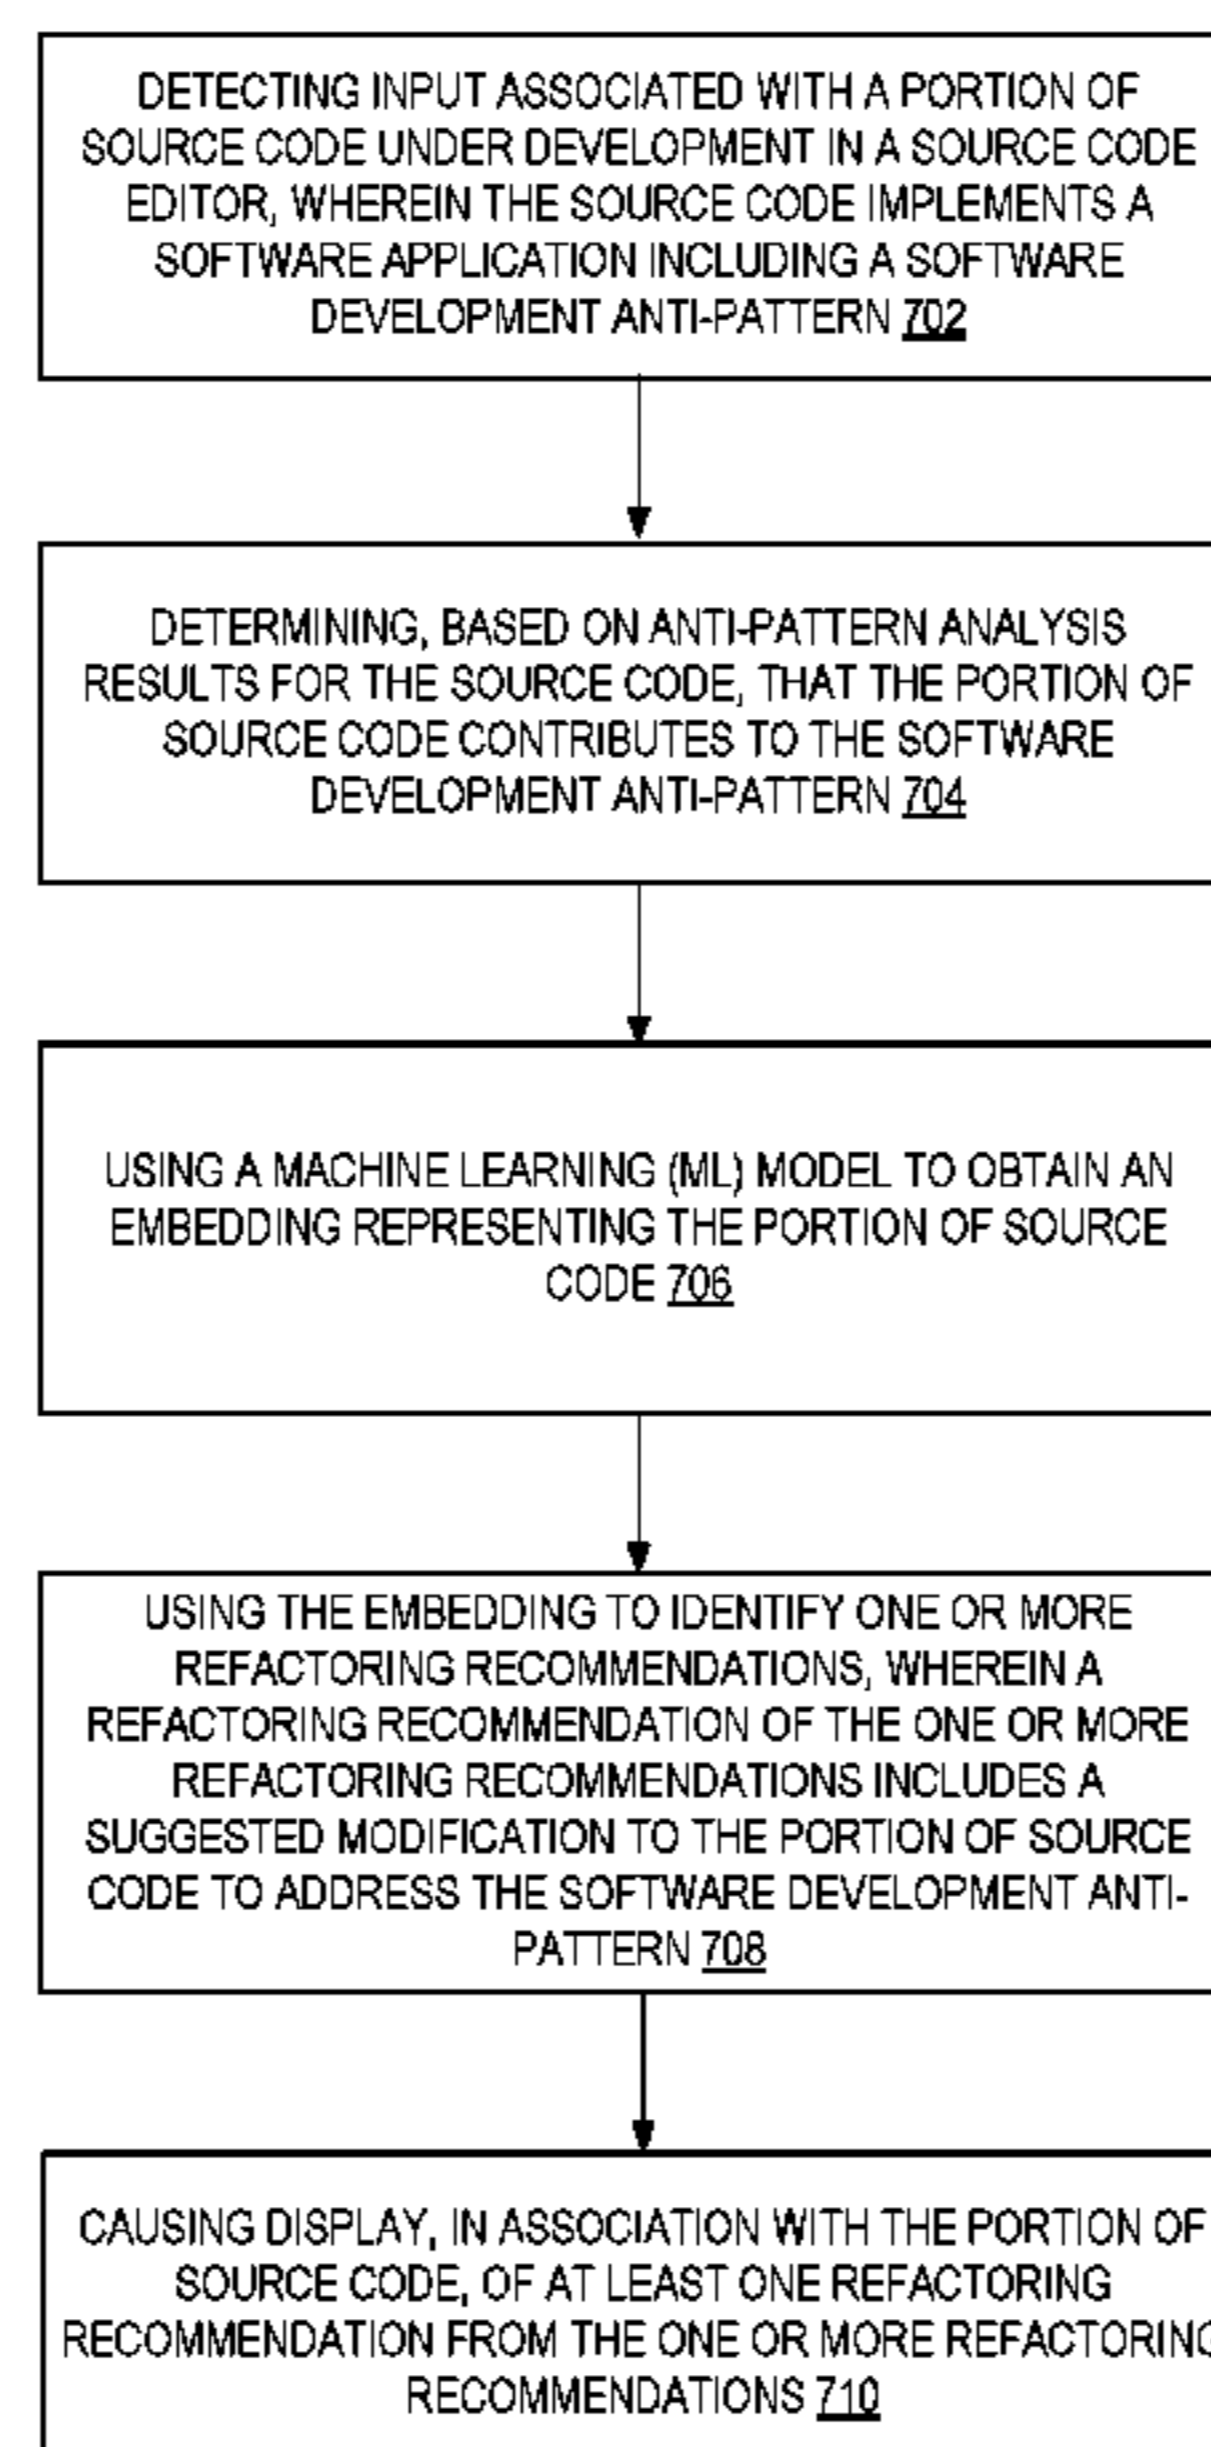 DETECTING INPUT ASSOCIATED WITH A PORTION OF
SOURCE CODE UNDER DEVELOPMENT IN A SOURCE CODE
EDITOR, WHEREIN THE SOURCE CODE IMPLEMENTS A
SOFTWARE APPLICATION INCLUDING A SOFTWARE
DEVELOPMENT ANTI-PATTERN 702
DETERMINING, BASED ON ANTI-PATTERN ANALYSIS
RESULTS FOR THE SOURCE CODE, THAT THE PORTION OF
SOURCE CODE CONTRIBUTES TO THE SOFTWARE
DEVELOPMENT ANTI-PATTERN 704
USING A MACHINE LEARNING (ML) MODEL TO OBTAIN AN
EMBEDDING REPRESENTING THE PORTION OF SOURCE
CODE 706
USING THE EMBEDDING TO IDENTIFY ONE OR MORE
REFACTORING RECOMMENDATIONS, WHEREIN A
REFACTORING RECOMMENDATION OF THE ONE OR MORE
REFACTORING RECOMMENDATIONS INCLUDES A
SUGGESTED MODIFICATION TO THE PORTION OF SOURCE
CODE TO ADDRESS THE SOFTWARE DEVELOPMENT ANTI-
PATTERN 708
CAUSING DISPLAY, IN ASSOCIATION WITH THE PORTION OF
SOURCE CODE, OF AT LEAST ONE REFACTORING
RECOMMENDATION FROM THE ONE OR MORE REFACTORING
RECOMMENDATIONS 710